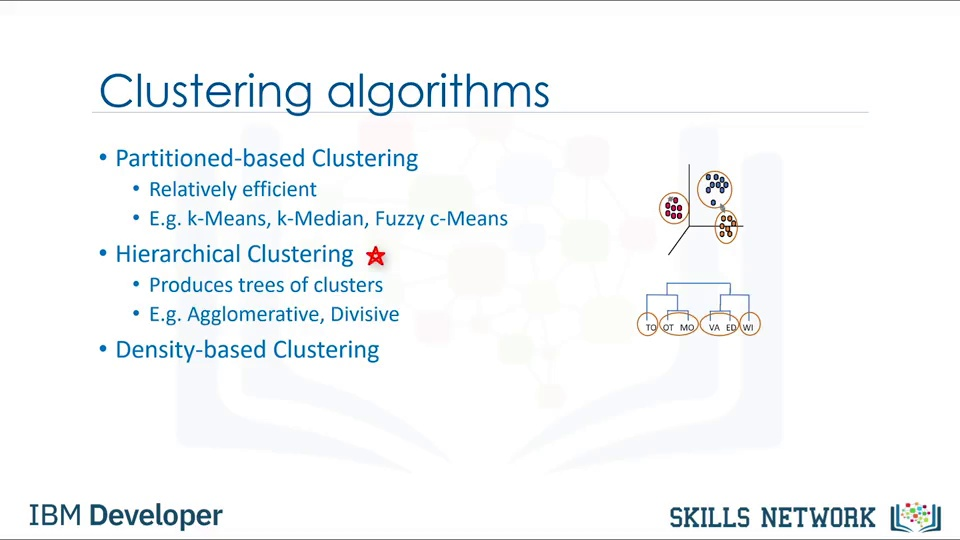 Clustering algorithms
• Partitioned-based Clustering
• Relatively efficient
• E.g. k-Means, k-Median, Fuzzy c-Means
• Hierarchical Clustering
• Produces trees of clusters
• E.g. Agglomerative, Divisive
• Density-based Clustering
TO OT MO VA ED WI
IBM Developer
SKILLS NETWORK